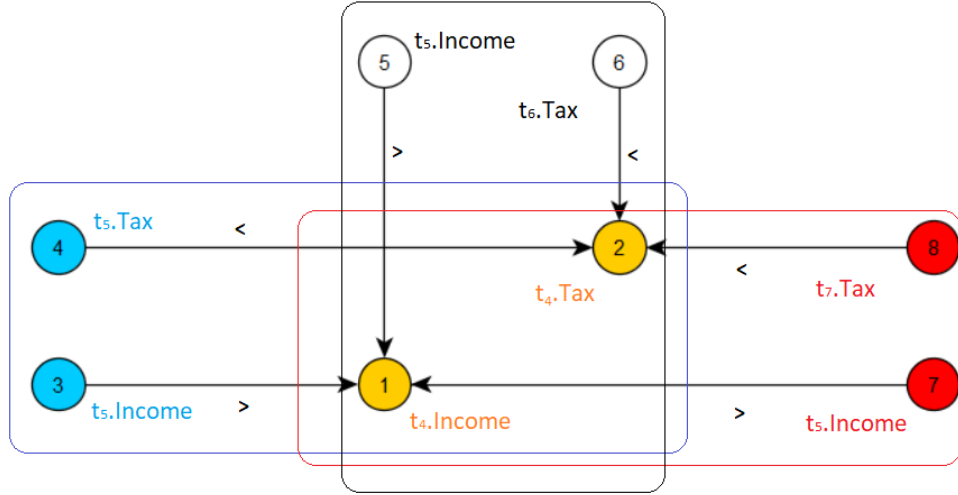 5
t₅.Income
6
t₆.Tax
>
<
4
t₅.Tax
<
2
t₄.Tax
<
8
t₇.Tax
3
t₅.Income
>
1
t₄.Income
>
7
t₅.Income